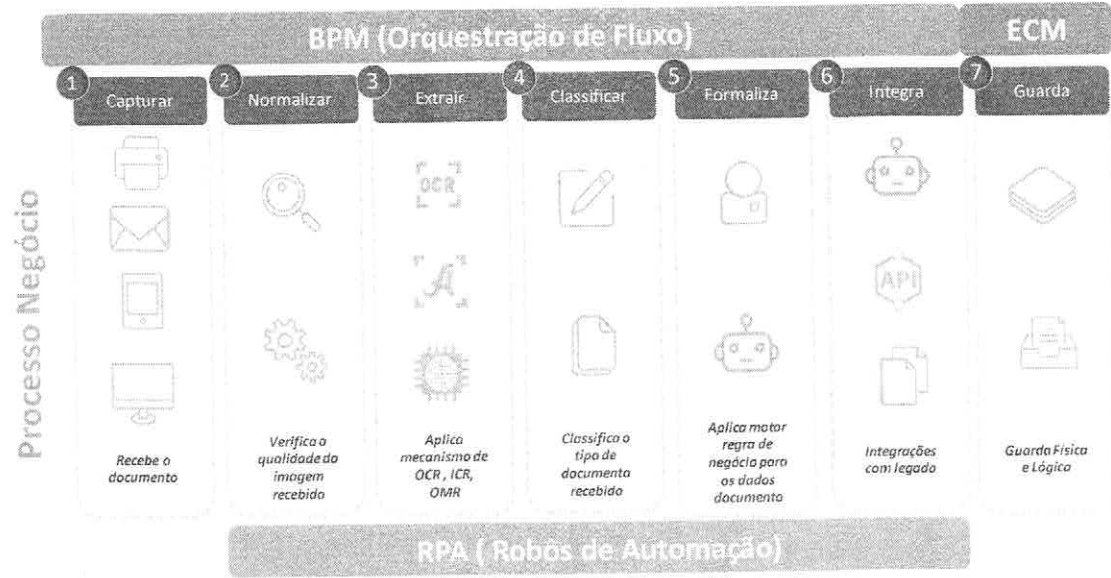 BPM (Orquestração de Fluxo)
ECM
1
Capturar
2
Normalizar
3
Extrair
4
Classificar
5
Formaliza
6
Integra
7
Guarda
Processo Negócio
OCR
A
API
Recebe o
documento
Verifica a
qualidade da
imagem
recebido
Aplica
mecanismo de
OCR , ICR,
OMR
Classifica o
tipo de
documento
recebido
Aplica motor
regra de
negócio para
os dados
documento
Integrações
com legado
Guarda Física
e Lógica
RPA ( Robôs de Automação)